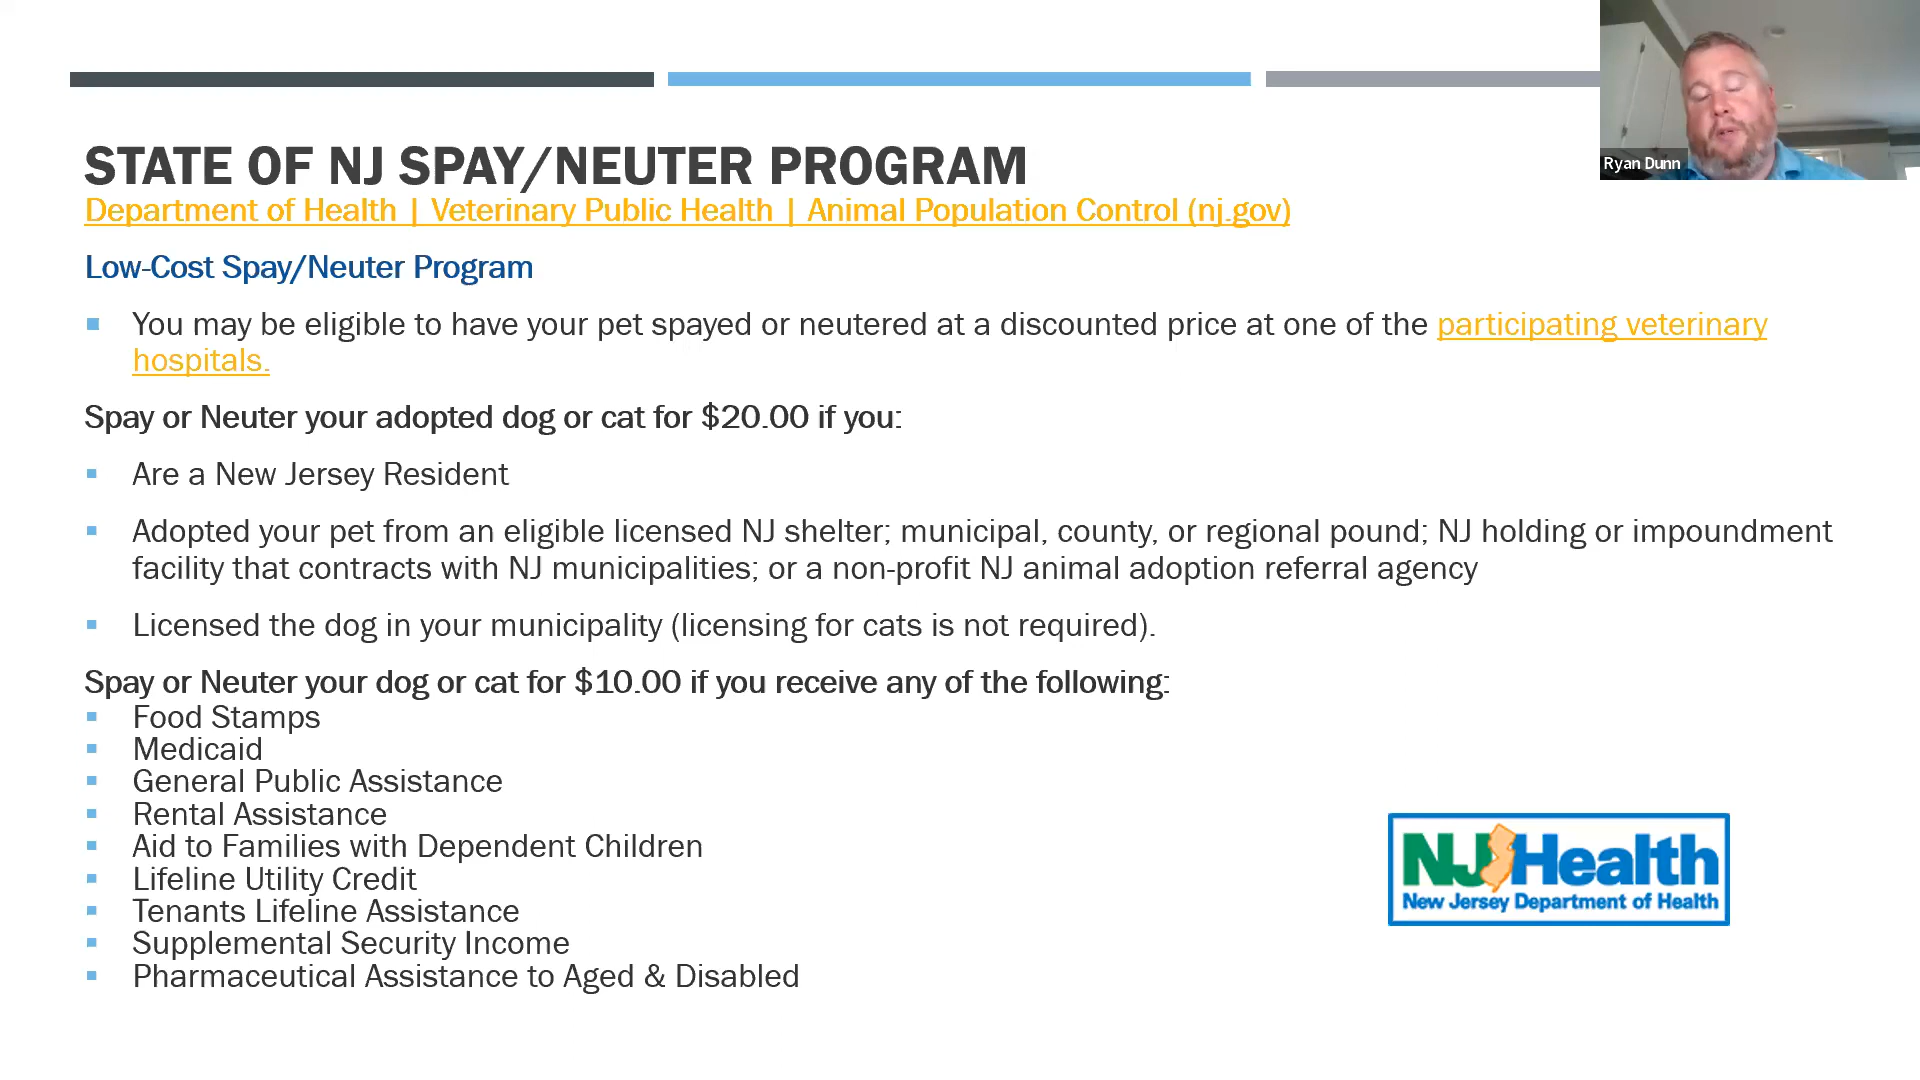 Ryan Dunn
STATE OF NJ SPAY/NEUTER PROGRAM
Department of Health | Veterinary Public Health | Animal Population Control (nj.gov)
Low-Cost Spay/Neuter Program
You may be eligible to have your pet spayed or neutered at a discounted price at one of the participating veterinary
hospitals.
Spay or Neuter your adopted dog or cat for $20.00 if you:
Are a New Jersey Resident
Adopted your pet from an eligible licensed NJ shelter; municipal, county, or regional pound; NJ holding or impoundment
facility that contracts with NJ municipalities; or a non-profit NJ animal adoption referral agency
Licensed the dog in your municipality (licensing for cats is not required).
Spay or Neuter your dog or cat for $10.00 if you receive any of the following:
Food Stamps
Medicaid
General Public Assistance
Rental Assistance
Aid to Families with Dependent Children
Lifeline Utility Credit
Tenants Lifeline Assistance
Supplemental Security Income
Pharmaceutical Assistance to Aged & Disabled
NJ Health
New Jersey Department of Health